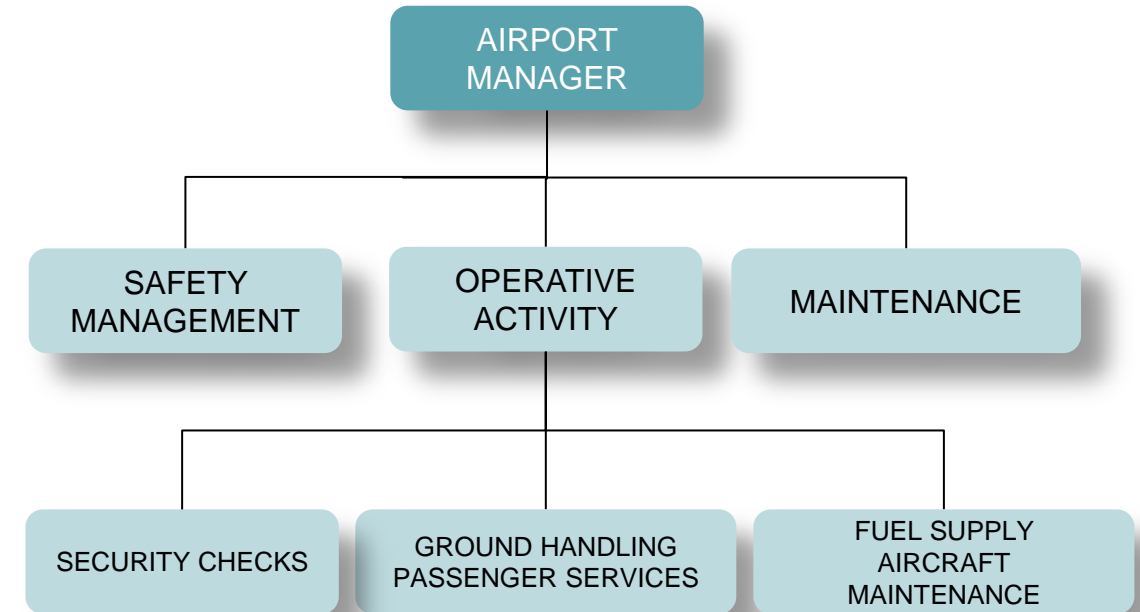 AIRPORT
MANAGER
SAFETY
MANAGEMENT
OPERATIVE
ACTIVITY
MAINTENANCE
SECURITY CHECKS
GROUND HANDLING
PASSENGER SERVICES
FUEL SUPPLY
AIRCRAFT
MAINTENANCE